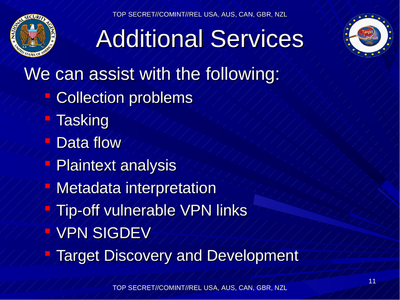 TOP SECRET//COMINT//REL USA, AUS, CAN, GBR, NZL
Additional Services
We can assist with the following:
Collection problems
Tasking
Data flow
Plaintext analysis
Metadata interpretation
Tip-off vulnerable VPN links
VPN SIGDEV
Target Discovery and Development
11
TOP SECRET//COMINT//REL USA, AUS, CAN, GBR, NZL